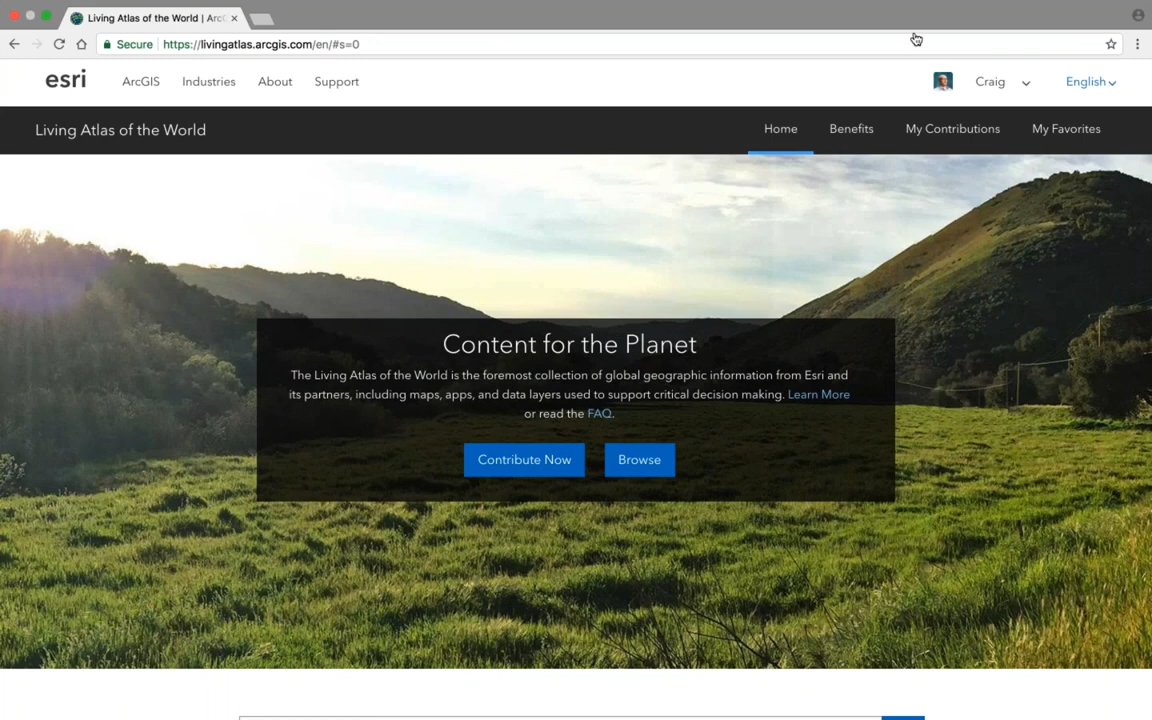 Living Atlas of the World | Arc
Secure https://livingatlas.arcgis.com/en/#s=0
esri ArcGIS Industries About Support Craig English
Living Atlas of the World Home Benefits My Contributions My Favorites
Content for the Planet
The Living Atlas of the World is the foremost collection of global geographic information from Esri and
its partners, including maps, apps, and data layers used to support critical decision making. Learn More
or read the FAQ.
Contribute Now Browse